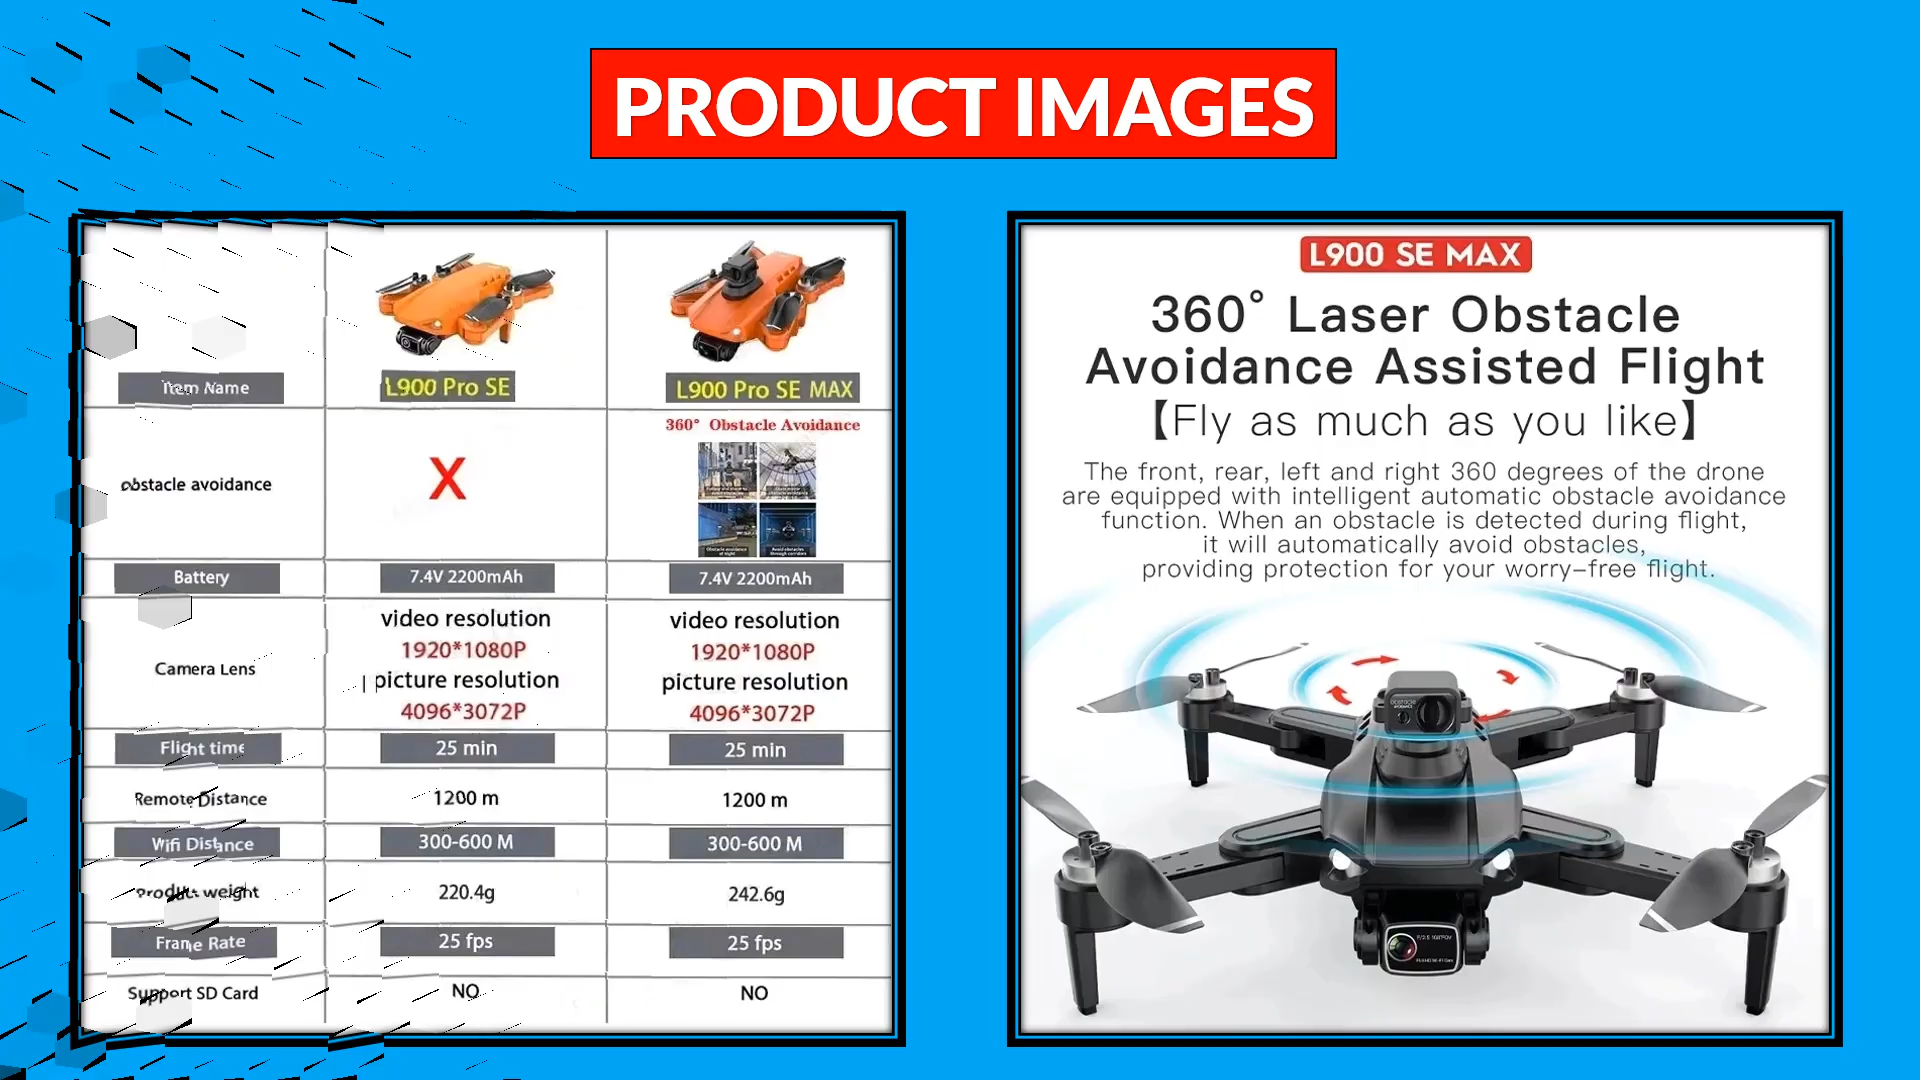 PRODUCT IMAGES
Item Name
L900 Pro SE
L900 Pro SE MAX
obstacle avoidance
X
360° Obstacle Avoidance
Battery
7.4V 2200mAh
7.4V 2200mAh
Camera Lens
video resolution
1920*1080P
picture resolution
4096*3072P
video resolution
1920*1080P
picture resolution
4096*3072P
Flight time
25 min
25 min
Remote Distance
1200 m
1200 m
Wifi Distance
300-600 M
300-600 M
Product weight
220.4g
242.6g
Frame Rate
25 fps
25 fps
Support SD Card
NO
NO
L900 SE MAX
360° Laser Obstacle
Avoidance Assisted Flight
【Fly as much as you like】
The front, rear, left and right 360 degrees of the drone
are equipped with intelligent automatic obstacle avoidance
function. When an obstacle is detected during flight,
it will automatically avoid obstacles,
providing protection for your worry-free flight.
OBSTACLE
AVOIDANCE